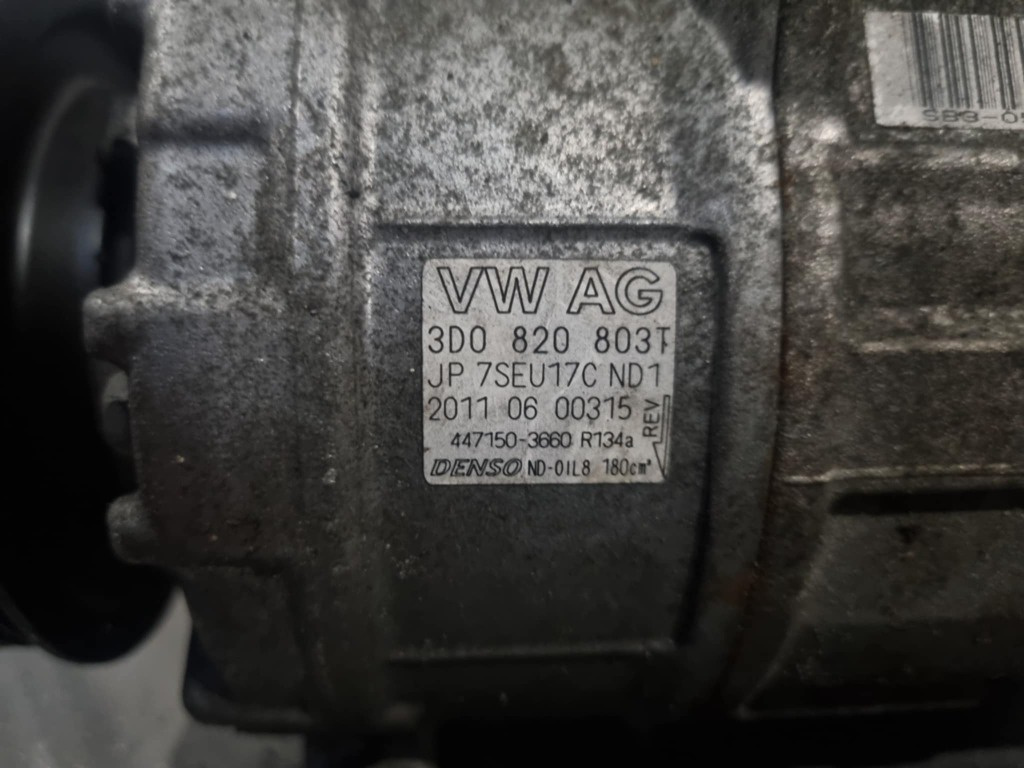 VW AG
3D0 820 803T
JP 7SEU17C ND1
2011 06 00315
REV
447150-3660 R134a
DENSO ND-OIL8 180cm³